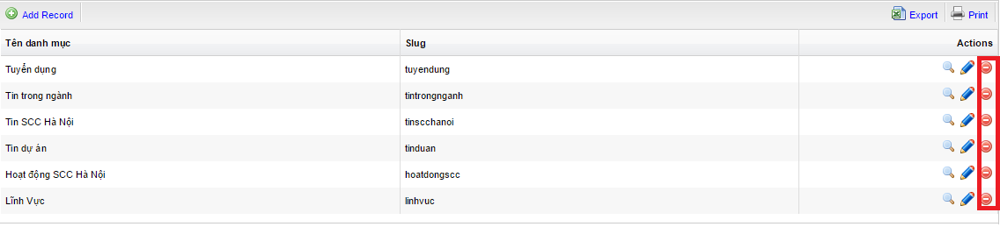 Add Record Export Print
Tên danh mục Slug Actions
Tuyển dụng tuyendung
Tin trong ngành tintrongnganh
Tin SCC Hà Nội tinscchanoi
Tin dự án tinduan
Hoạt động SCC Hà Nội hoatdongscc
Lĩnh Vực linhvuc